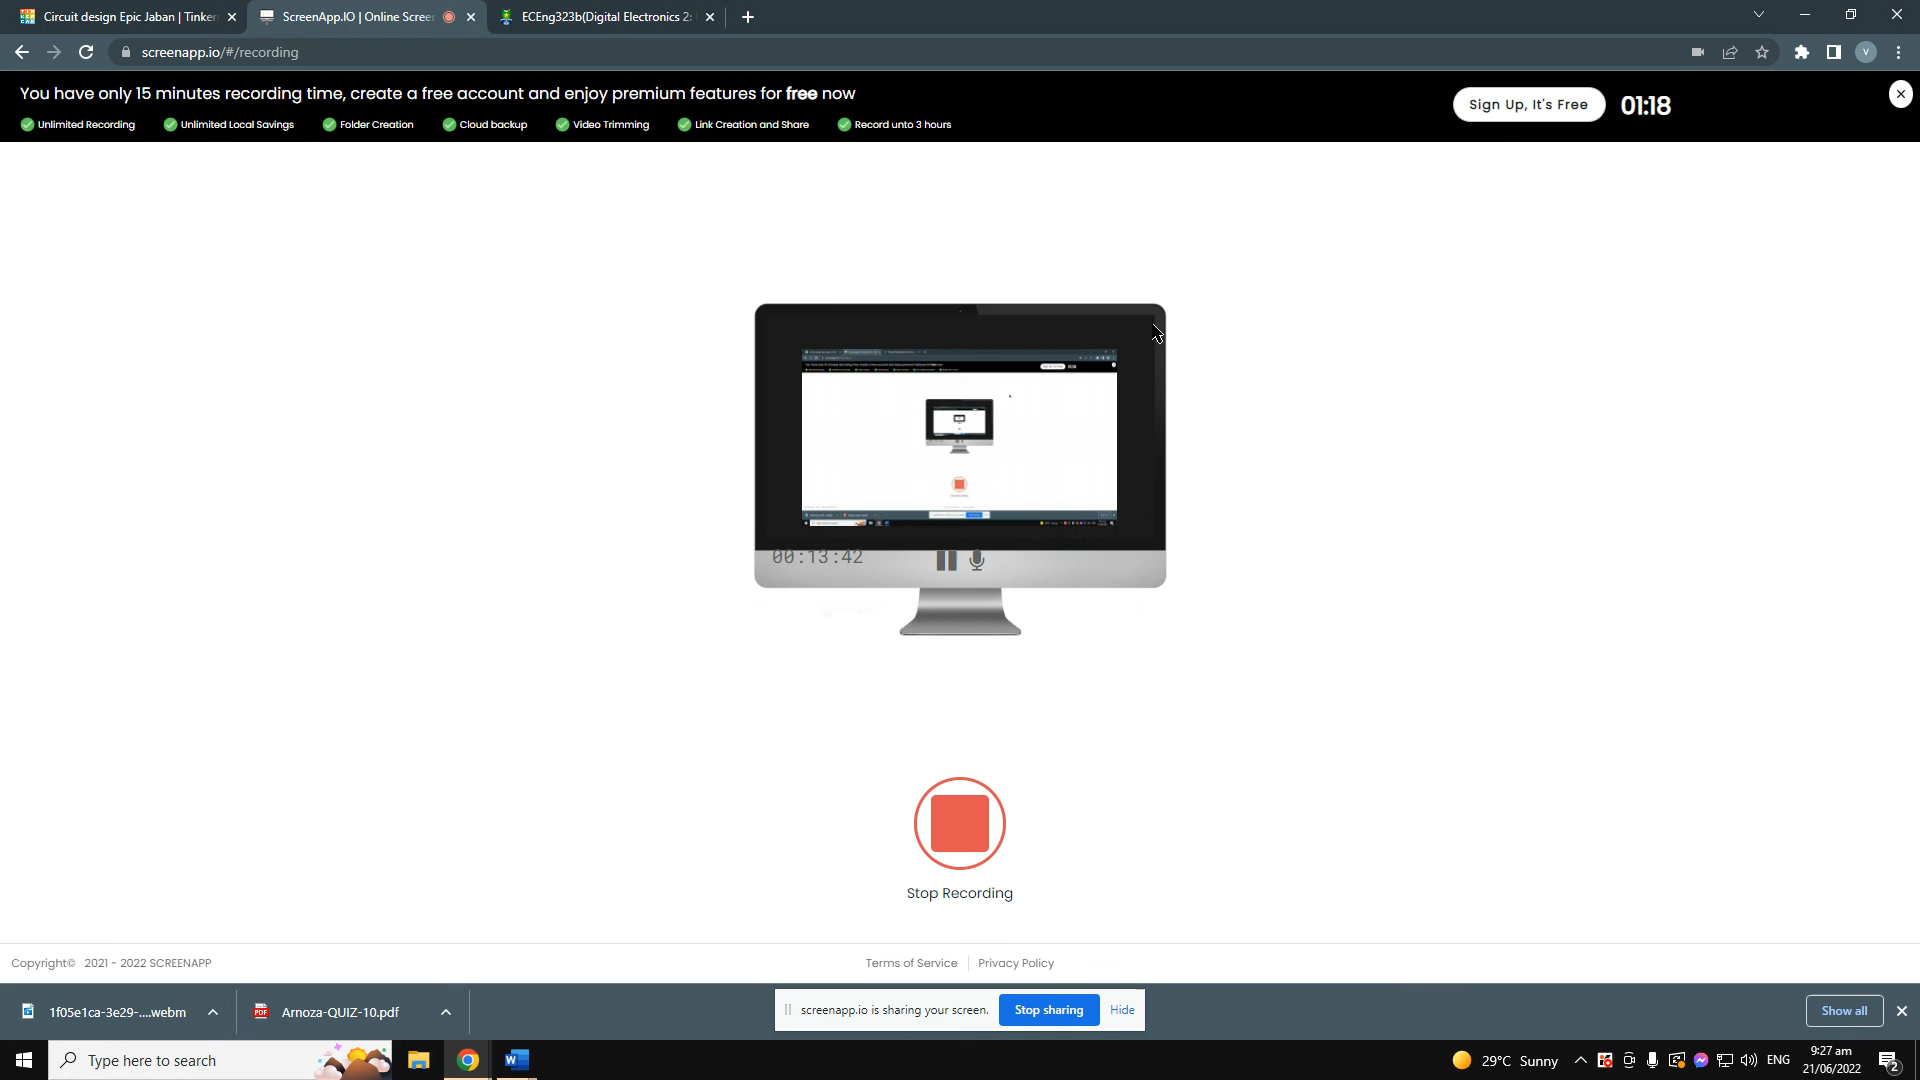 Circuit design Epic Jaban | Tinker
ScreenApp.IO | Online Screen
ECEng323b(Digital Electronics 2:
screenapp.io/#/recording
You have only 15 minutes recording time, create a free account and enjoy premium features for free now
Unlimited Recording
Unlimited Local Savings
Folder Creation
Cloud backup
Video Trimming
Link Creation and Share
Record unto 3 hours
Sign Up, It's Free
01:18
00:13:42
Stop Recording
Copyright© 2021 - 2022 SCREENAPP
Terms of Service
Privacy Policy
1f05e1ca-3e29-....webm
Arnoza-QUIZ-10.pdf
screenapp.io is sharing your screen.
Stop sharing
Hide
Show all
Type here to search
29°C Sunny
ENG
9:27 am
21/06/2022
2